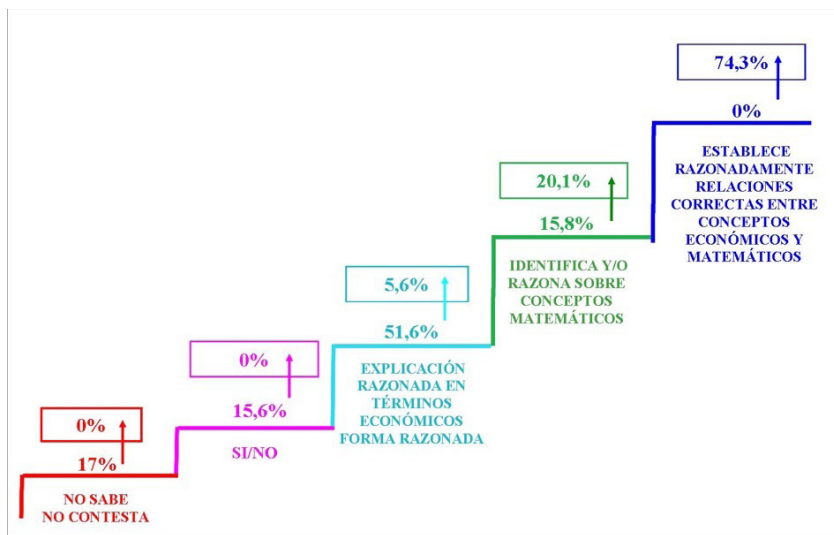 0%
17%
NO SABE
NO CONTESTA
0%
15,6%
SI/NO
5,6%
51,6%
EXPLICACIÓN
RAZONADA EN
TÉRMINOS
ECONÓMICOS
FORMA RAZONADA
20,1%
15,8%
IDENTIFICA Y/O
RAZONA SOBRE
CONCEPTOS
MATEMÁTICOS
74,3%
0%
ESTABLECE
RAZONADAMENTE
RELACIONES
CORRECTAS ENTRE
CONCEPTOS
ECONÓMICOS Y
MATEMÁTICOS